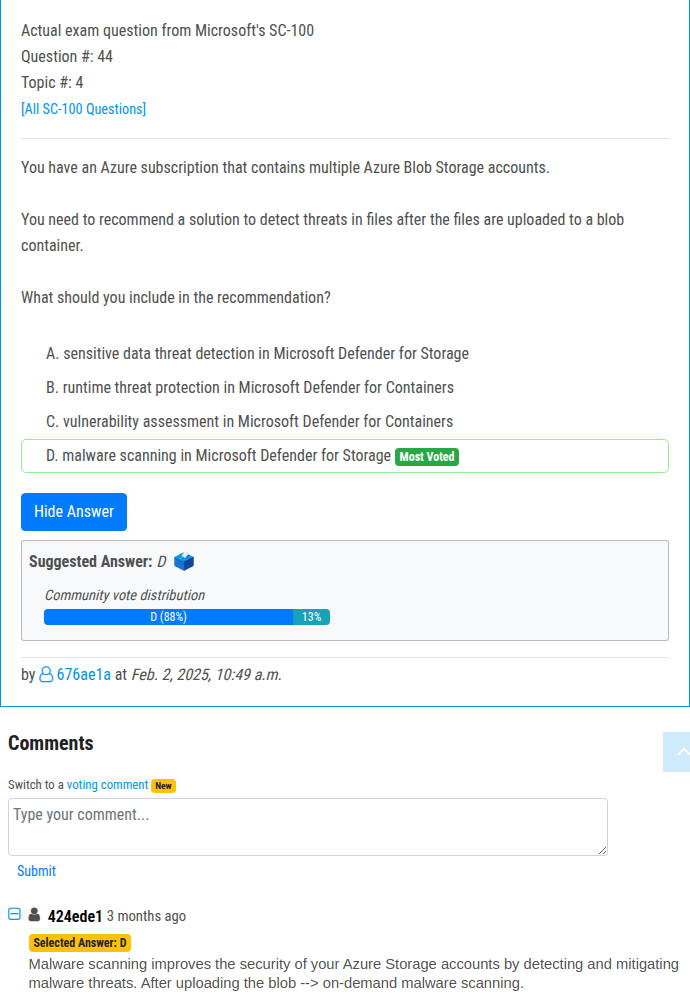 Actual exam question from Microsoft's SC-100
Question #: 44
Topic #: 4
[All SC-100 Questions]
You have an Azure subscription that contains multiple Azure Blob Storage accounts.
You need to recommend a solution to detect threats in files after the files are uploaded to a blob
container.
What should you include in the recommendation?
A. sensitive data threat detection in Microsoft Defender for Storage
B. runtime threat protection in Microsoft Defender for Containers
C. vulnerability assessment in Microsoft Defender for Containers
D. malware scanning in Microsoft Defender for Storage Most Voted
Hide Answer
Suggested Answer: D
Community vote distribution
D (88%) 13%
by 676ae1a at Feb. 2, 2025, 10:49 a.m.
Comments
Switch to a voting comment New
Type your comment...
Submit
424ede1 3 months ago
Selected Answer: D
Malware scanning improves the security of your Azure Storage accounts by detecting and mitigating
malware threats. After uploading the blob --> on-demand malware scanning.